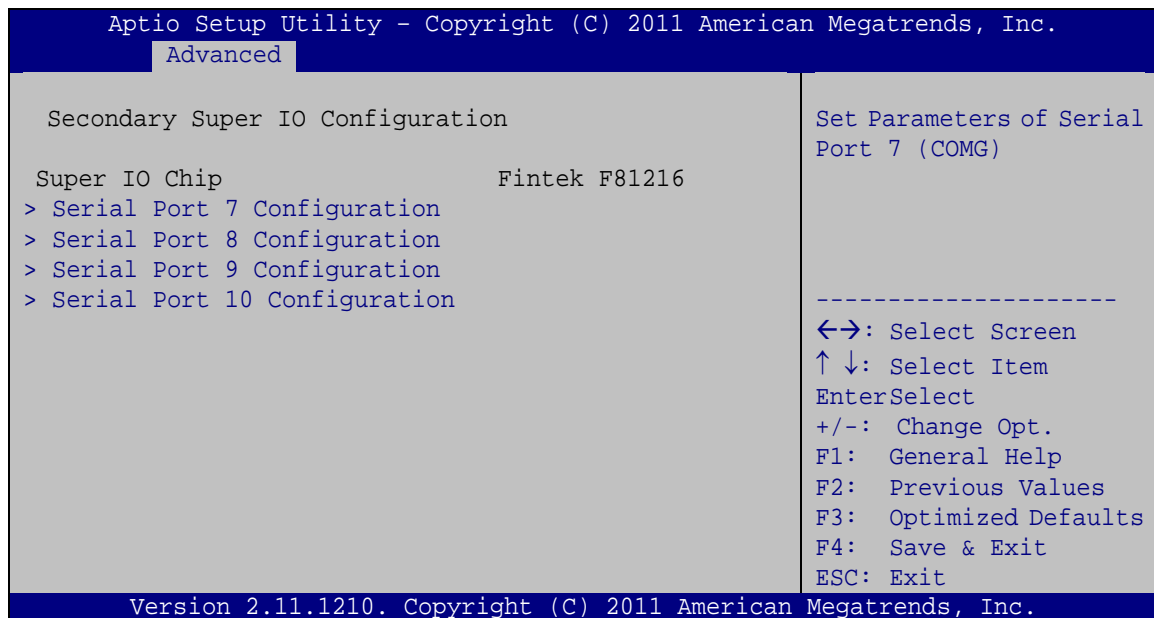 Aptio Setup Utility – Copyright (C) 2011 American Megatrends, Inc.
Advanced
Secondary Super IO Configuration
Super IO Chip Fintek F81216
> Serial Port 7 Configuration
> Serial Port 8 Configuration
> Serial Port 9 Configuration
> Serial Port 10 Configuration
Set Parameters of Serial
Port 7 (COMG)
---------------------
←→: Select Screen
↑ ↓: Select Item
EnterSelect
+/-: Change Opt.
F1: General Help
F2: Previous Values
F3: Optimized Defaults
F4: Save & Exit
ESC: Exit
Version 2.11.1210. Copyright (C) 2011 American Megatrends, Inc.